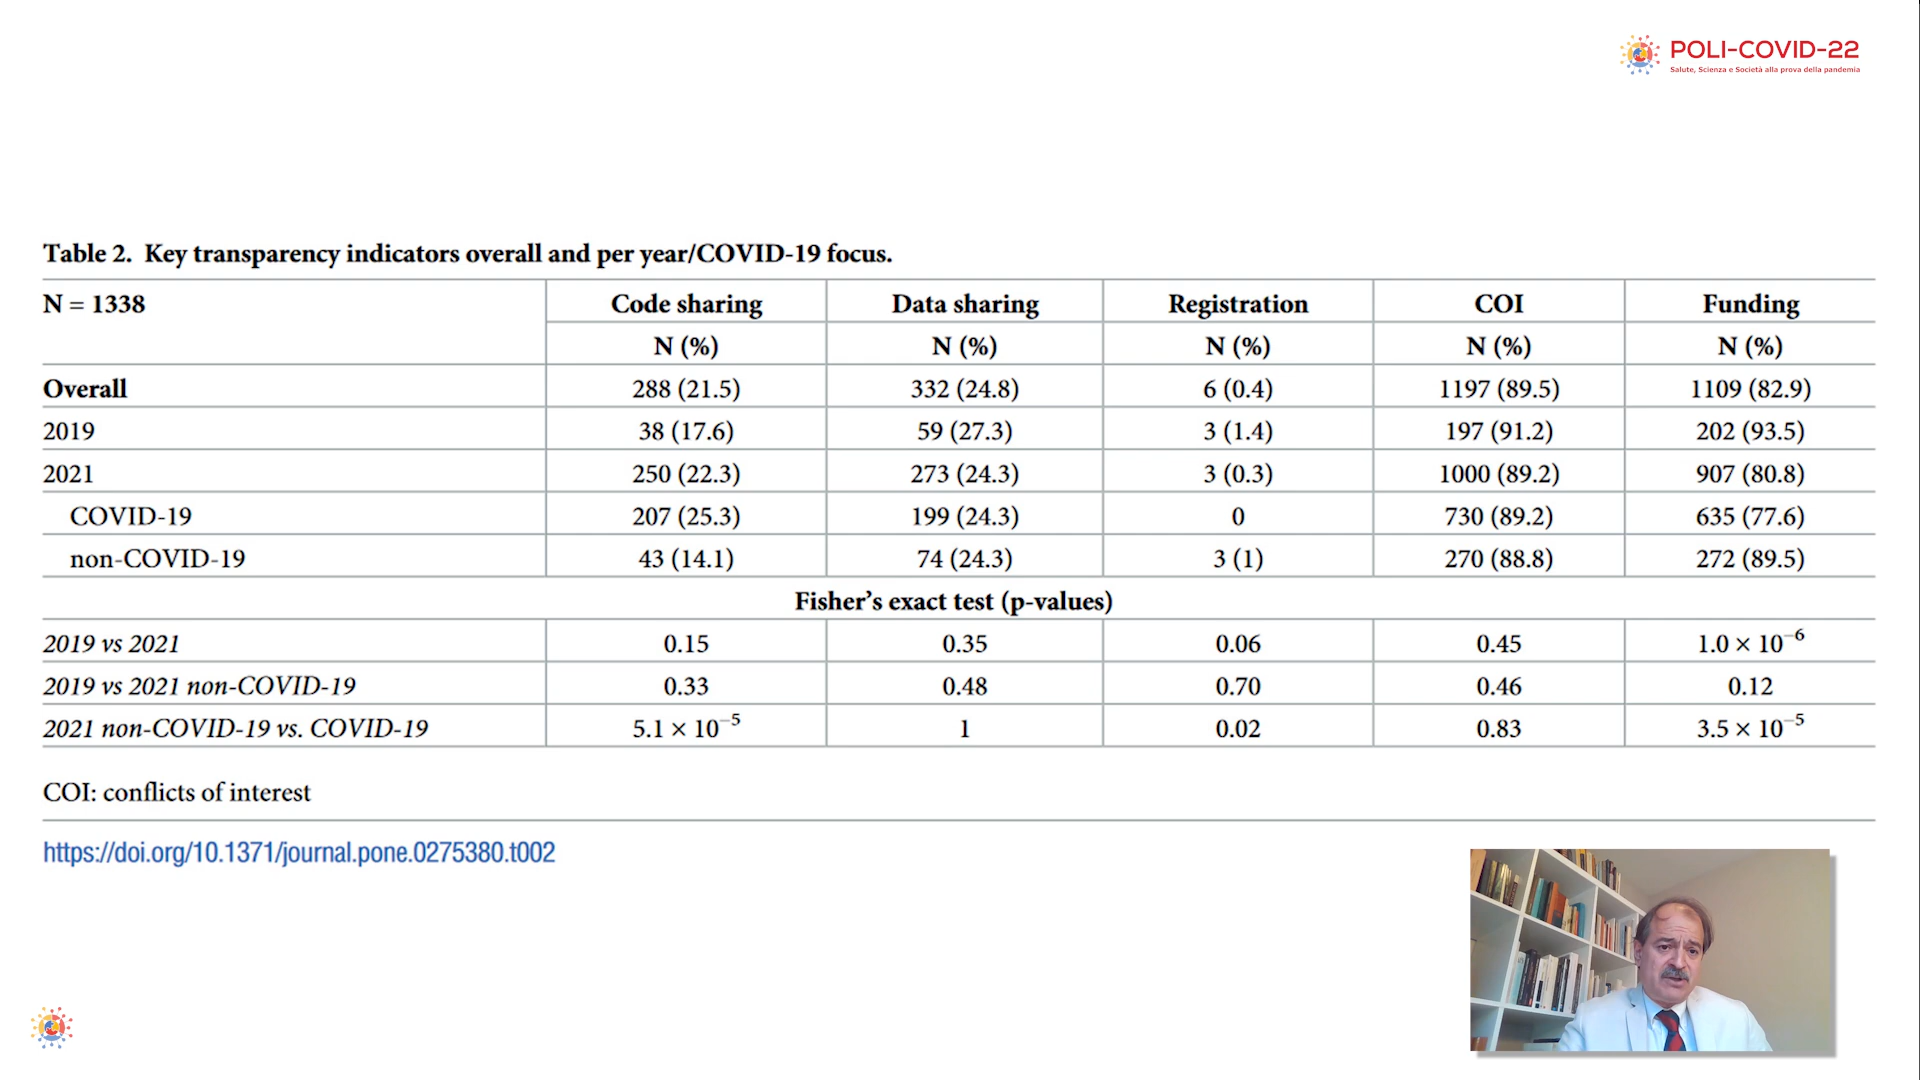 POLI-COVID-22
Salute, Scienza e Società alla prova della pandemia
Table 2. Key transparency indicators overall and per year/COVID-19 focus.
N = 1338 Code sharing Data sharing Registration COI Funding
N (%) N (%) N (%) N (%) N (%)
Overall 288 (21.5) 332 (24.8) 6 (0.4) 1197 (89.5) 1109 (82.9)
2019 38 (17.6) 59 (27.3) 3 (1.4) 197 (91.2) 202 (93.5)
2021 250 (22.3) 273 (24.3) 3 (0.3) 1000 (89.2) 907 (80.8)
COVID-19 207 (25.3) 199 (24.3) 0 730 (89.2) 635 (77.6)
non-COVID-19 43 (14.1) 74 (24.3) 3 (1) 270 (88.8) 272 (89.5)
Fisher’s exact test (p-values)
2019 vs 2021 0.15 0.35 0.06 0.45 1.0 × 10⁻⁶
2019 vs 2021 non-COVID-19 0.33 0.48 0.70 0.46 0.12
2021 non-COVID-19 vs. COVID-19 5.1 × 10⁻⁵ 1 0.02 0.83 3.5 × 10⁻⁵
COI: conflicts of interest
https://doi.org/10.1371/journal.pone.0275380.t002